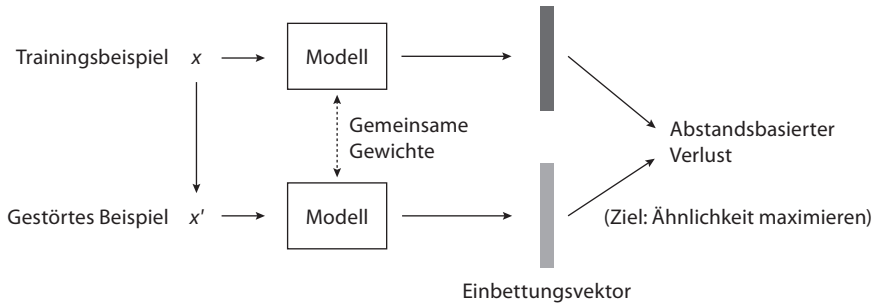 Trainingsbeispiel x
Modell
Gemeinsame
Gewichte
Abstandsbasierter
Verlust
Gestörtes Beispiel x'
Modell
(Ziel: Ähnlichkeit maximieren)
Einbettungsvektor